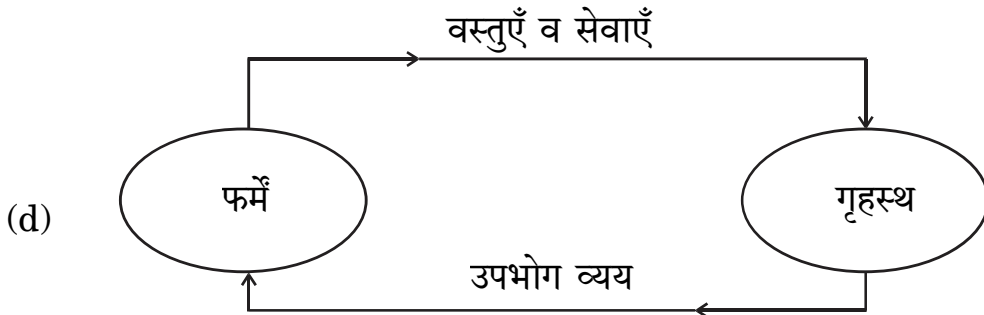 वस्तुएँ व सेवाएँ
(d)
फर्में
गृहस्थ
उपभोग व्यय